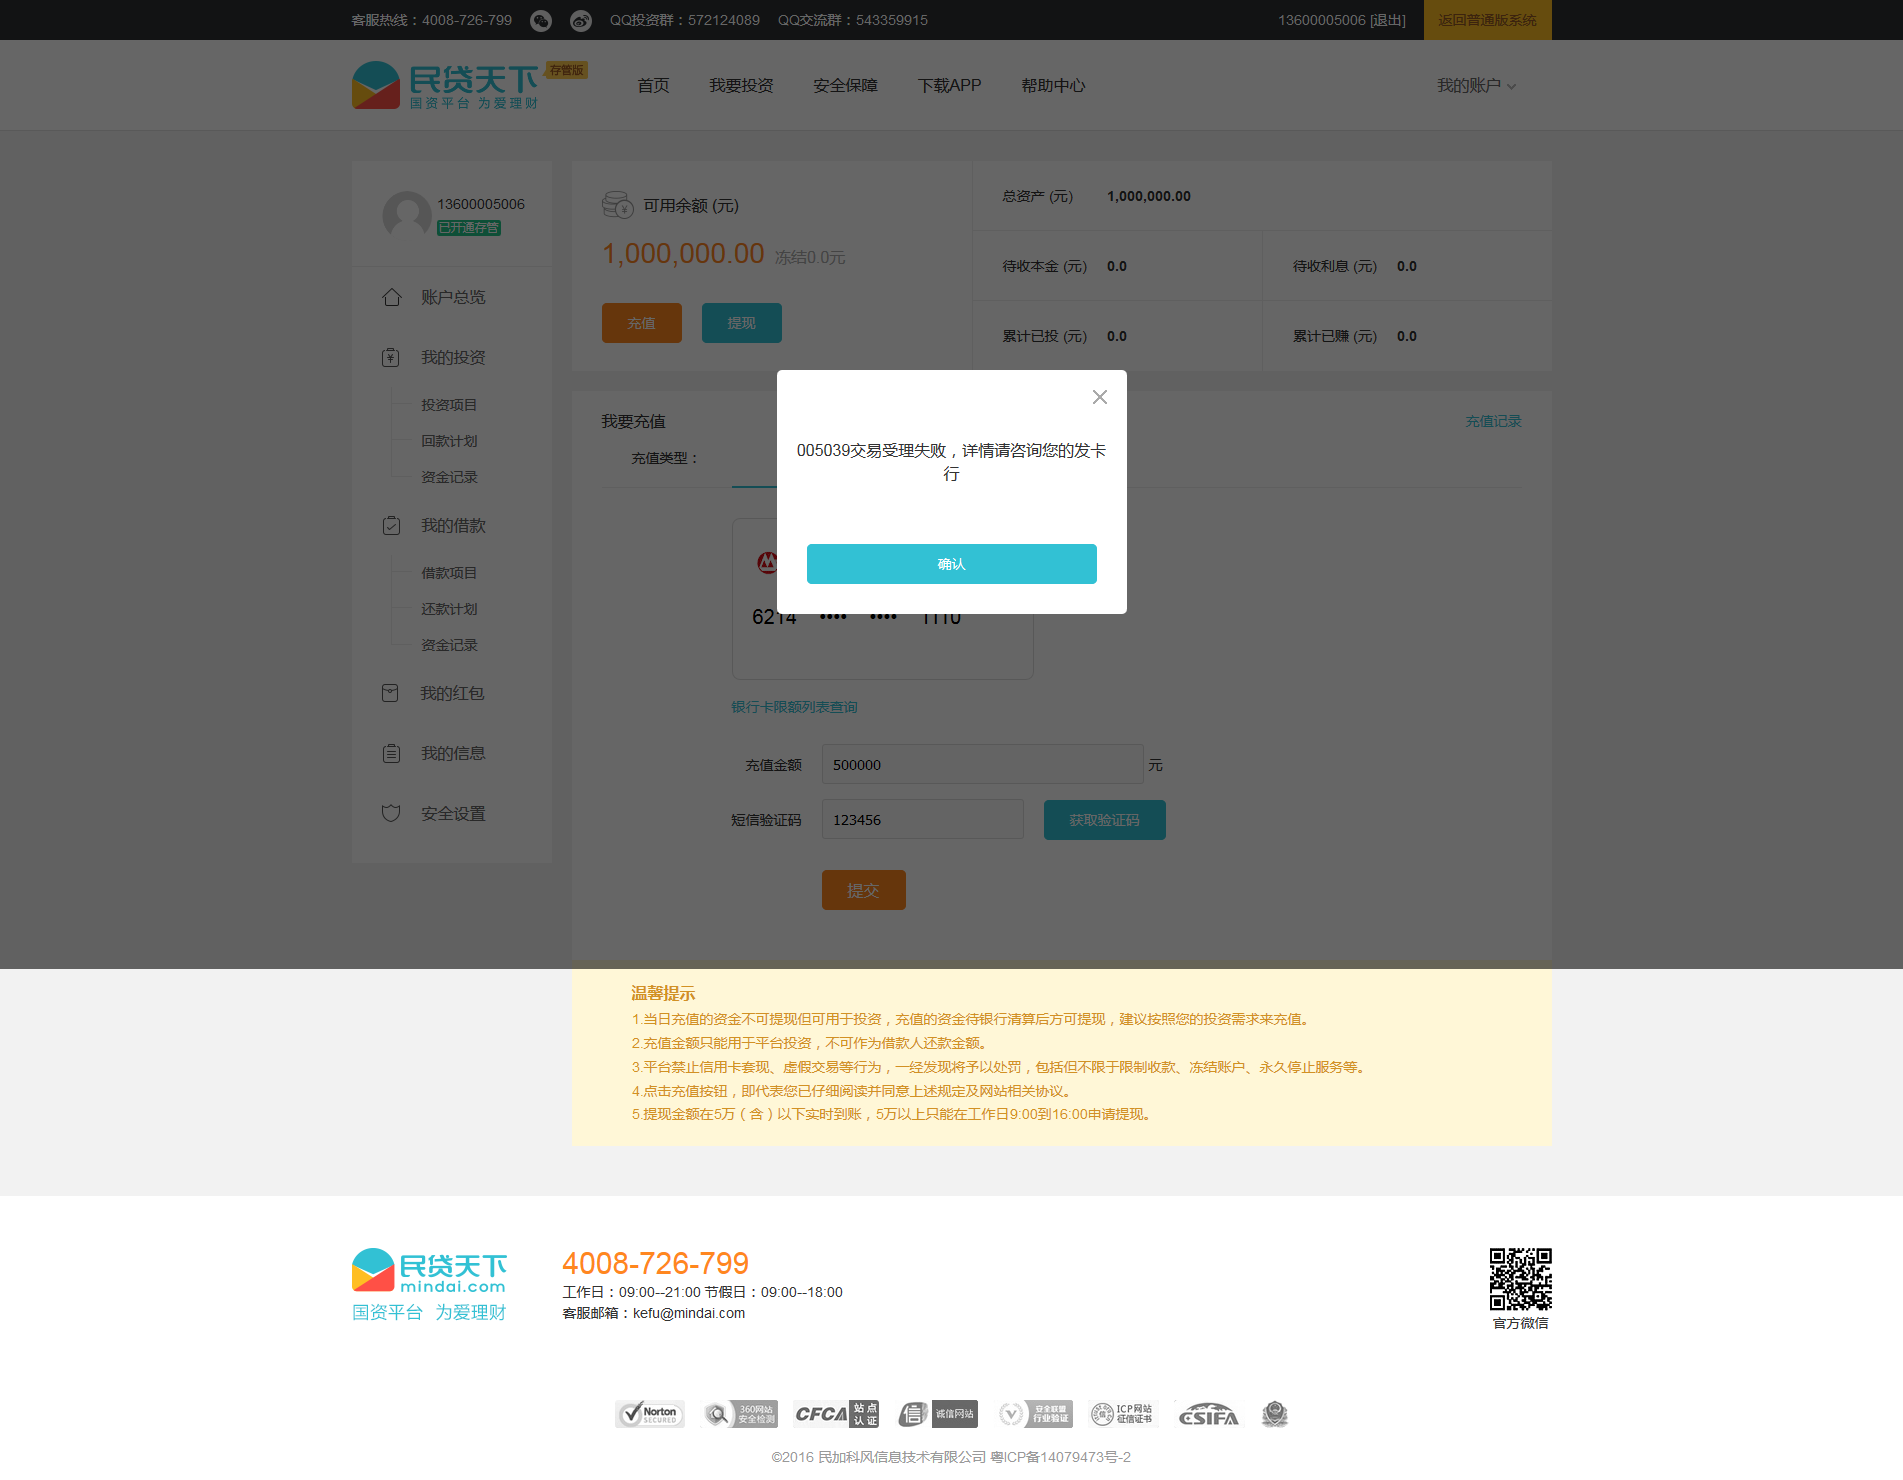 客服热线：4008-726-799 QQ投资群：572124089 QQ交流群：543359915 13600005006 [退出] 返回普通版系统
民贷天下 存管版
国资平台 为爱理财
首页 我要投资 安全保障 下载APP 帮助中心 我的账户
13600005006
已开通存管
账户总览
我的投资
投资项目
回款计划
资金记录
我的借款
借款项目
还款计划
资金记录
我的红包
我的信息
安全设置
可用余额 (元)
1,000,000.00 冻结0.0元
充值 提现
总资产 (元) 1,000,000.00
待收本金 (元) 0.0 待收利息 (元) 0.0
累计已投 (元) 0.0 累计已赚 (元) 0.0
我要充值 充值记录
充值类型：
005039交易受理失败，详情请咨询您的发卡
行
确认
6214 •••• •••• 1110
银行卡限额列表查询
充值金额 500000 元
短信验证码 123456 获取验证码
提交
温馨提示
1.当日充值的资金不可提现但可用于投资，充值的资金待银行清算后方可提现，建议按照您的投资需求来充值。
2.充值金额只能用于平台投资，不可作为借款人还款金额。
3.平台禁止信用卡套现、虚假交易等行为，一经发现将予以处罚，包括但不限于限制收款、冻结账户、永久停止服务等。
4.点击充值按钮，即代表您已仔细阅读并同意上述规定及网站相关协议。
5.提现金额在5万（含）以下实时到账，5万以上只能在工作日9:00到16:00申请提现。
民贷天下
mindai.com
国资平台 为爱理财
4008-726-799
工作日：09:00--21:00 节假日：09:00--18:00
客服邮箱：kefu@mindai.com
官方微信
Norton
SECURED
360网站
安全检测
CFCA 站点
认证
信 诚信网站
安全联盟
行业验证
ICP网站
征信证书
CSIFA
©2016 民加科风信息技术有限公司 粤ICP备14079473号-2